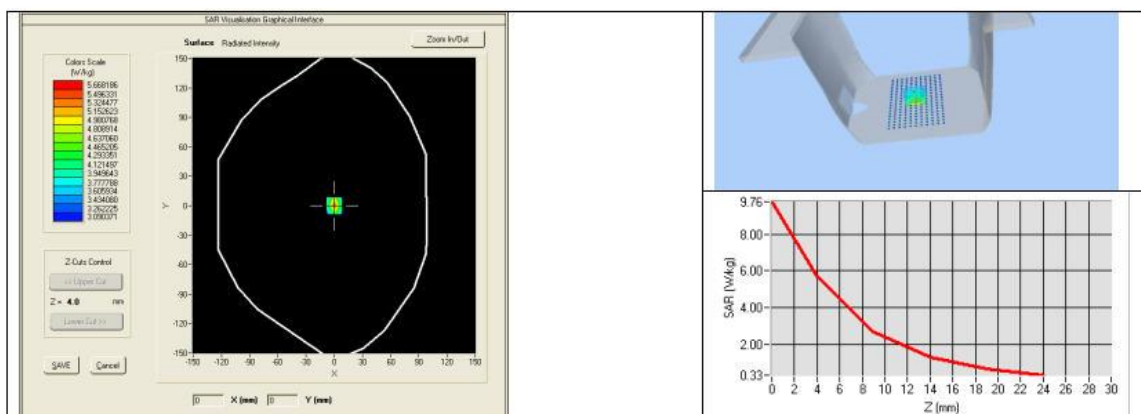 SAR Visualisation Graphical Interface
Surface Radiated Intensity
Zoom In/Out
Colors Scale
(W/kg)
5.668186
5.496331
5.324477
5.152623
4.980768
4.808914
4.637060
4.465205
4.293351
4.121497
3.949643
3.777788
3.605934
3.434080
3.262225
3.090371
Z-Cuts Control
<< Upper Cut
Z = 4.0 mm
Lower Cut >>
SAVE Cancel
150
120
90
60
30
0
-30
-60
-90
-120
-150
Y
-150 -120 -90 -60 -30 0 30 60 90 120 150
X
0 X (mm) 0 Y (mm)
9.76
8.00
6.00
4.00
2.00
0.33
SAR (W/kg)
0 2 4 6 8 10 12 14 16 18 20 22 24 26 28 30
Z (mm)